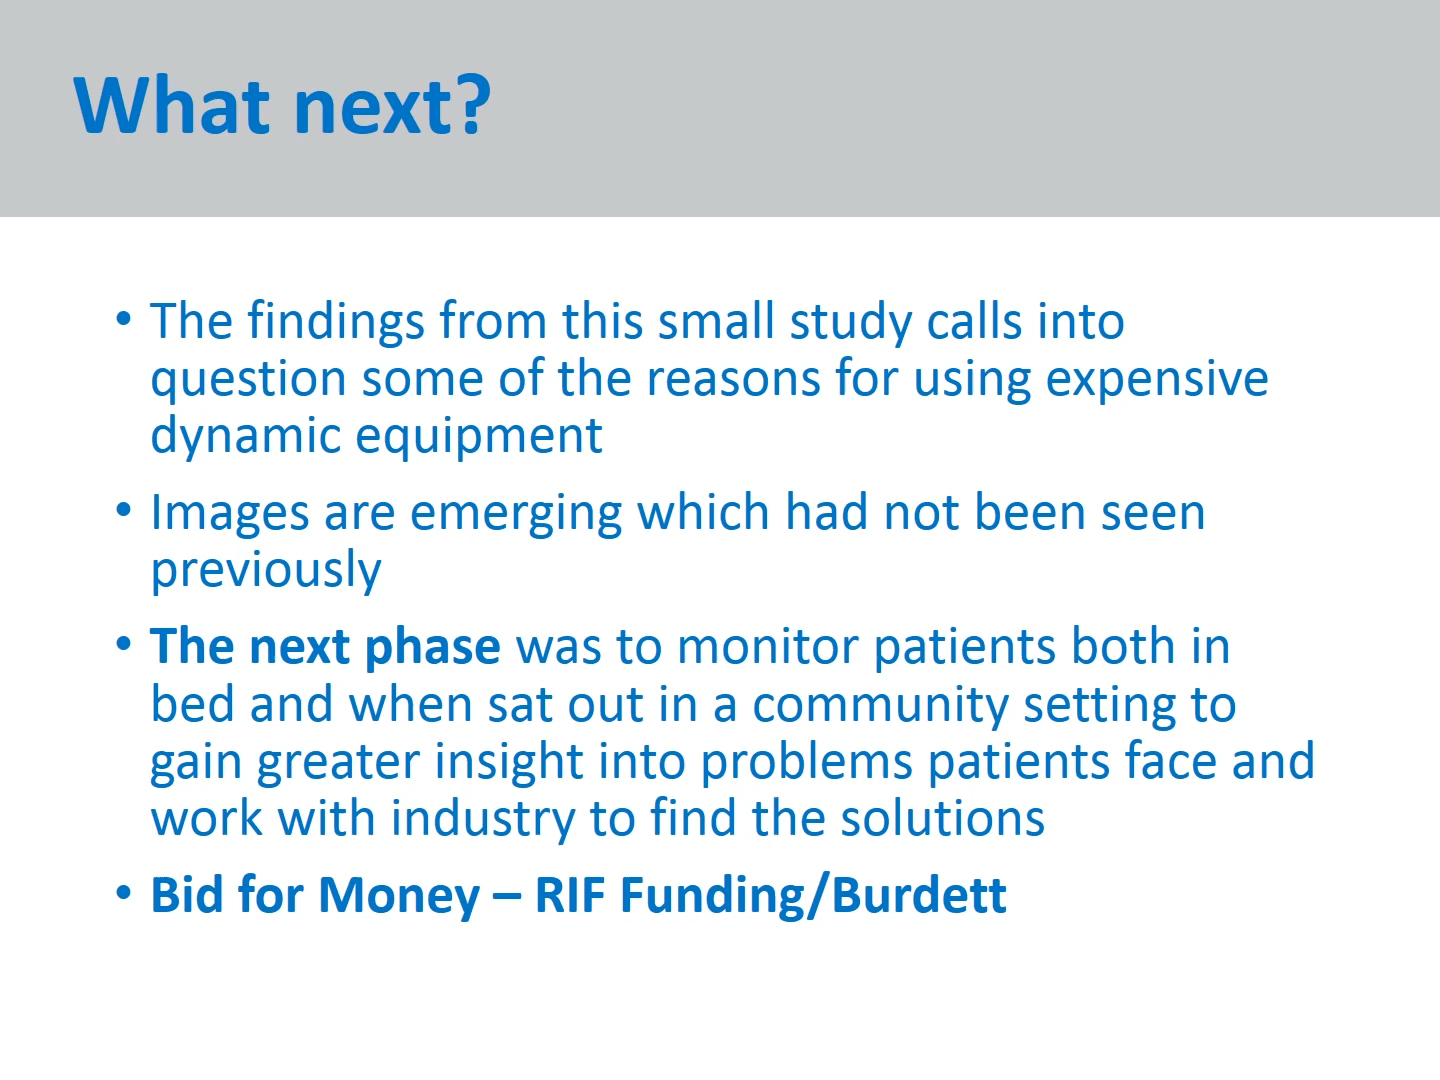 What next?
• The findings from this small study calls into
question some of the reasons for using expensive
dynamic equipment
• Images are emerging which had not been seen
previously
• The next phase was to monitor patients both in
bed and when sat out in a community setting to
gain greater insight into problems patients face and
work with industry to find the solutions
• Bid for Money – RIF Funding/Burdett